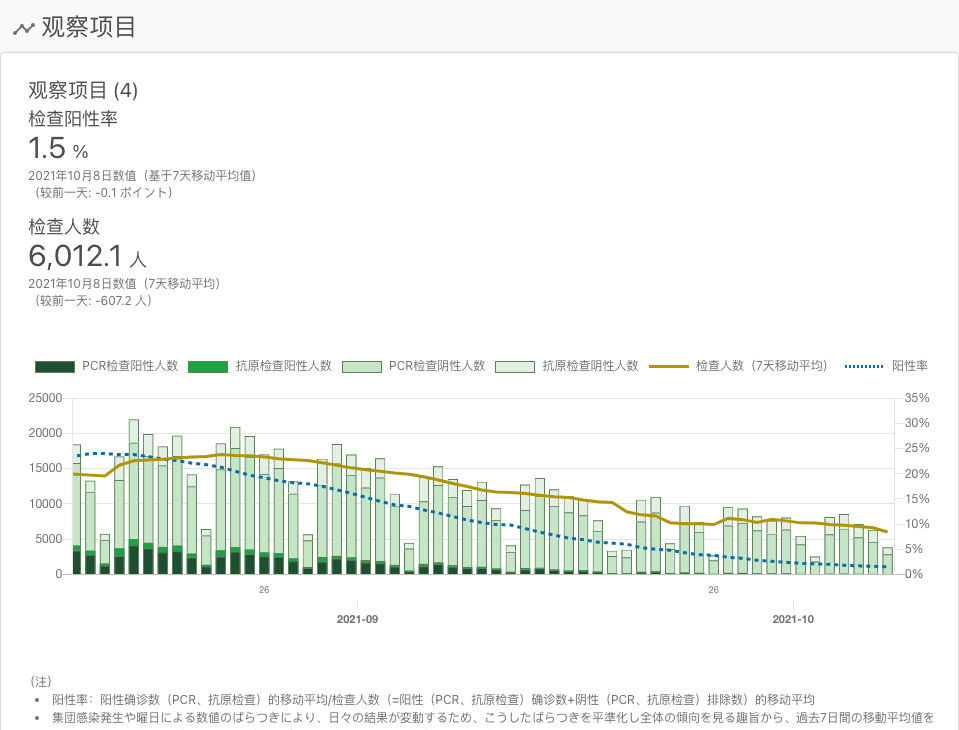 观察项目
观察项目 (4)
检查阳性率
1.5 %
2021年10月8日数值（基于7天移动平均值）
（较前一天: -0.1 ポイント）
检查人数
6,012.1 人
2021年10月8日数值（7天移动平均）
（较前一天: -607.2 人）
PCR检查阳性人数 抗原检查阳性人数 PCR检查阴性人数 抗原检查阴性人数 检查人数（7天移动平均） 阳性率
25000 35%
30%
20000
25%
15000 20%
15%
10000
10%
5000
5%
0 0%
26 26
2021-09 2021-10
（注）
• 阳性率：阳性确诊数（PCR、抗原检查）的移动平均/检查人数（=阳性（PCR、抗原检查）确诊数+阴性（PCR、抗原检查）排除数）的移动平均
• 集団感染発生や曜日による数値のばらつきにより、日々の結果が変動するため、こうしたばらつきを平準化し全体の傾向を見る趣旨から、過去7日間の移動平均値を